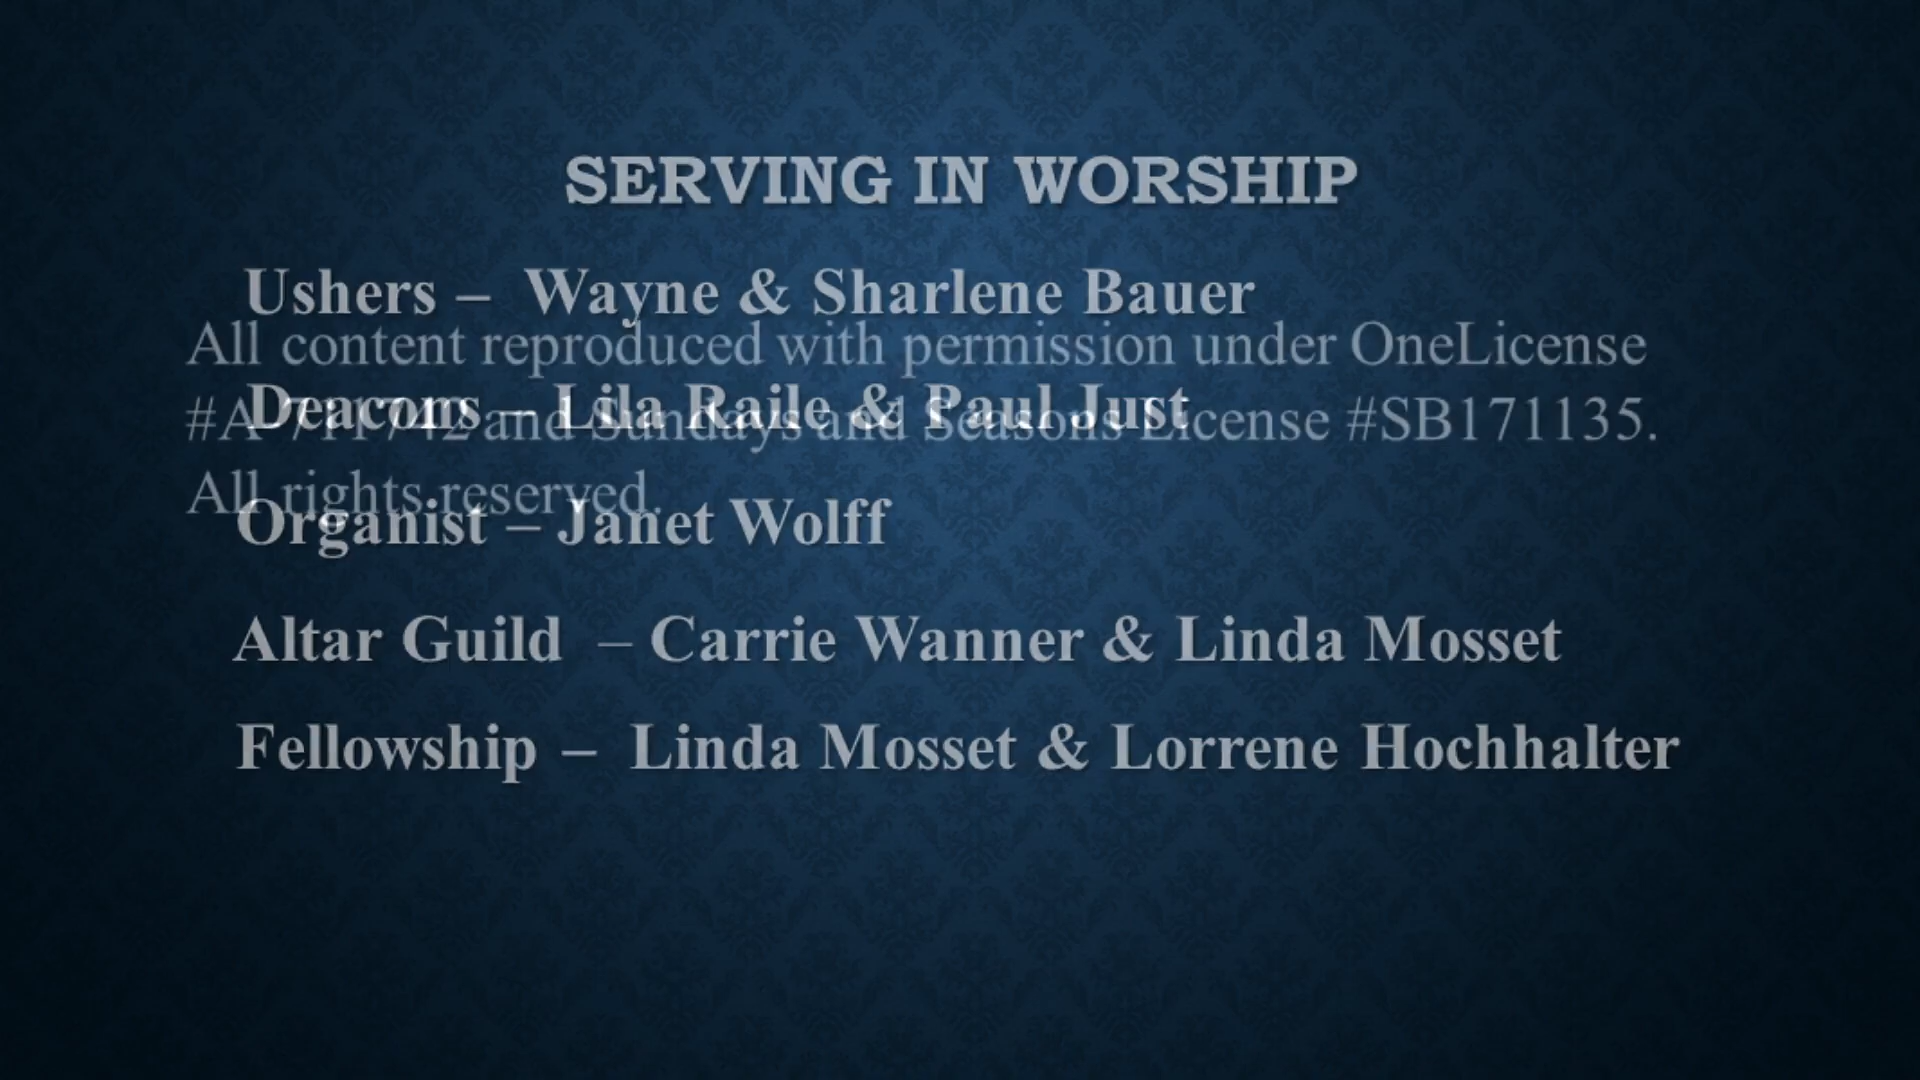 SERVING IN WORSHIP
Ushers – Wayne & Sharlene Bauer
All content reproduced with permission under OneLicense
Deacons – Lila Raile & Paul Just
#A-711742 and Sundays and Seasons License #SB171135.
All rights reserved.
Organist – Janet Wolff
Altar Guild – Carrie Wanner & Linda Mosset
Fellowship – Linda Mosset & Lorrene Hochhalter